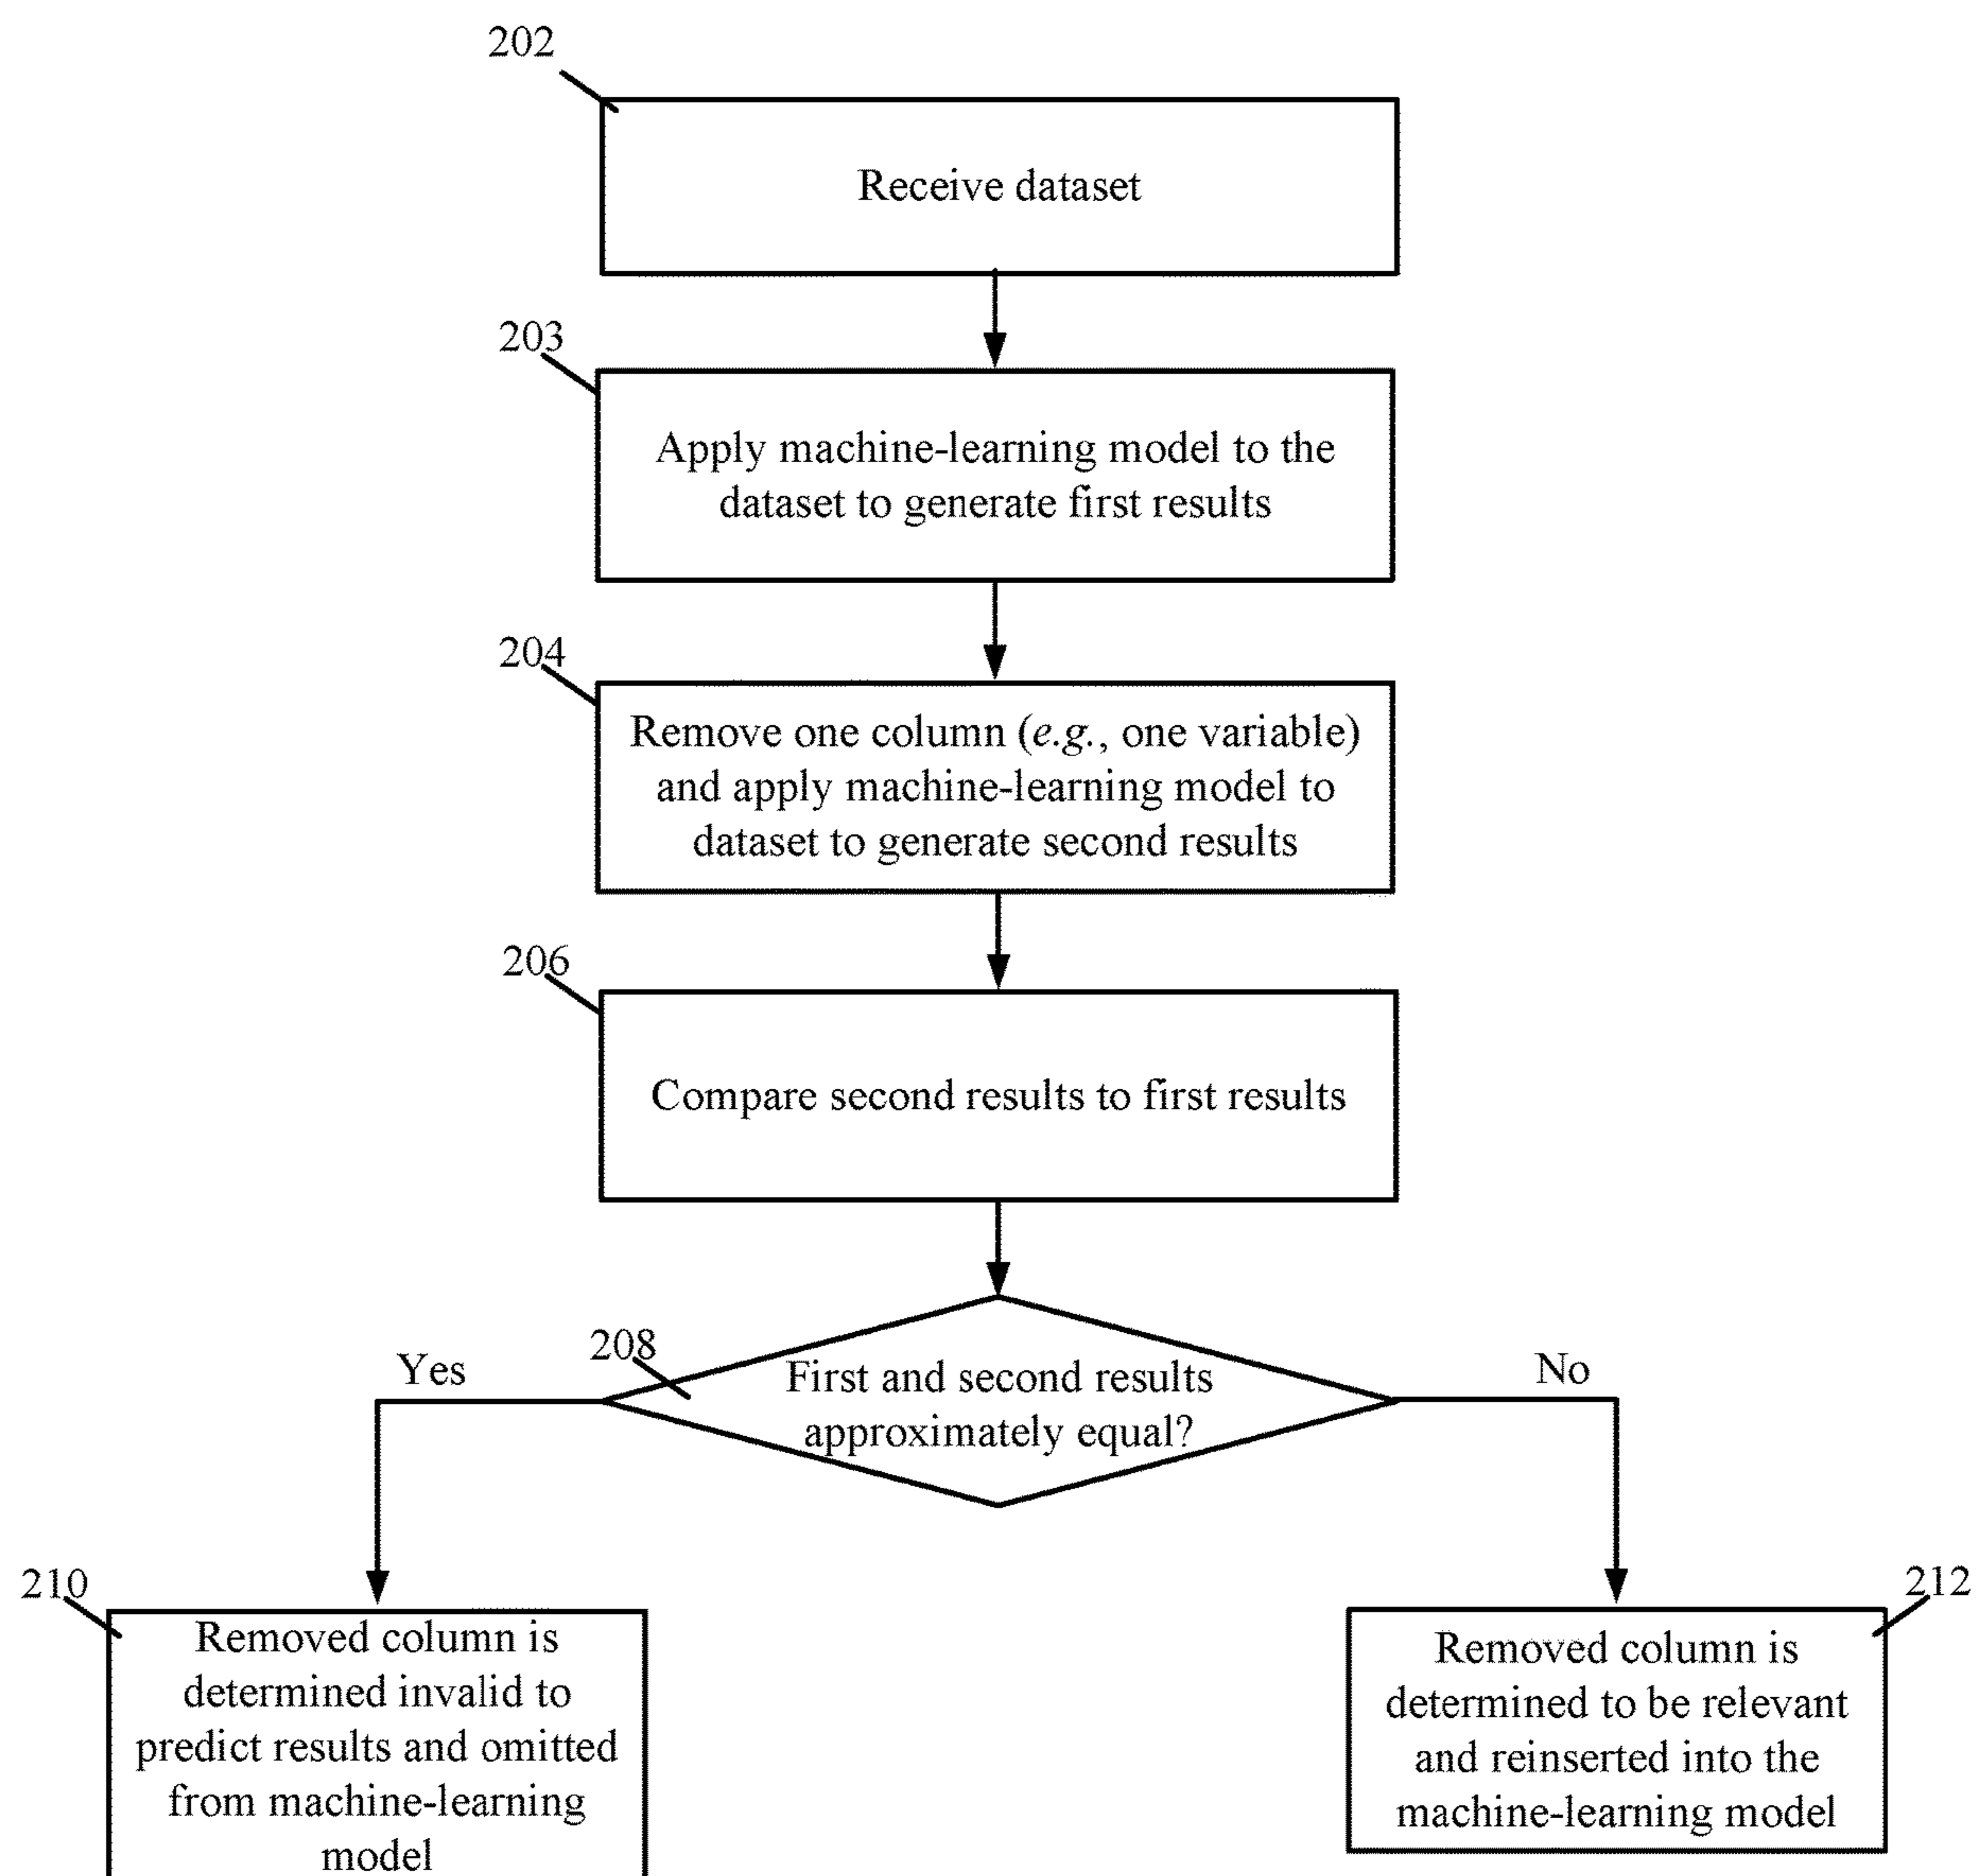 202
Receive dataset
203
Apply machine-learning model to the
dataset to generate first results
204
Remove one column (e.g., one variable)
and apply machine-learning model to
dataset to generate second results
206
Compare second results to first results
208
First and second results
approximately equal?
Yes
No
210
Removed column is
determined invalid to
predict results and omitted
from machine-learning
model
212
Removed column is
determined to be relevant
and reinserted into the
machine-learning model